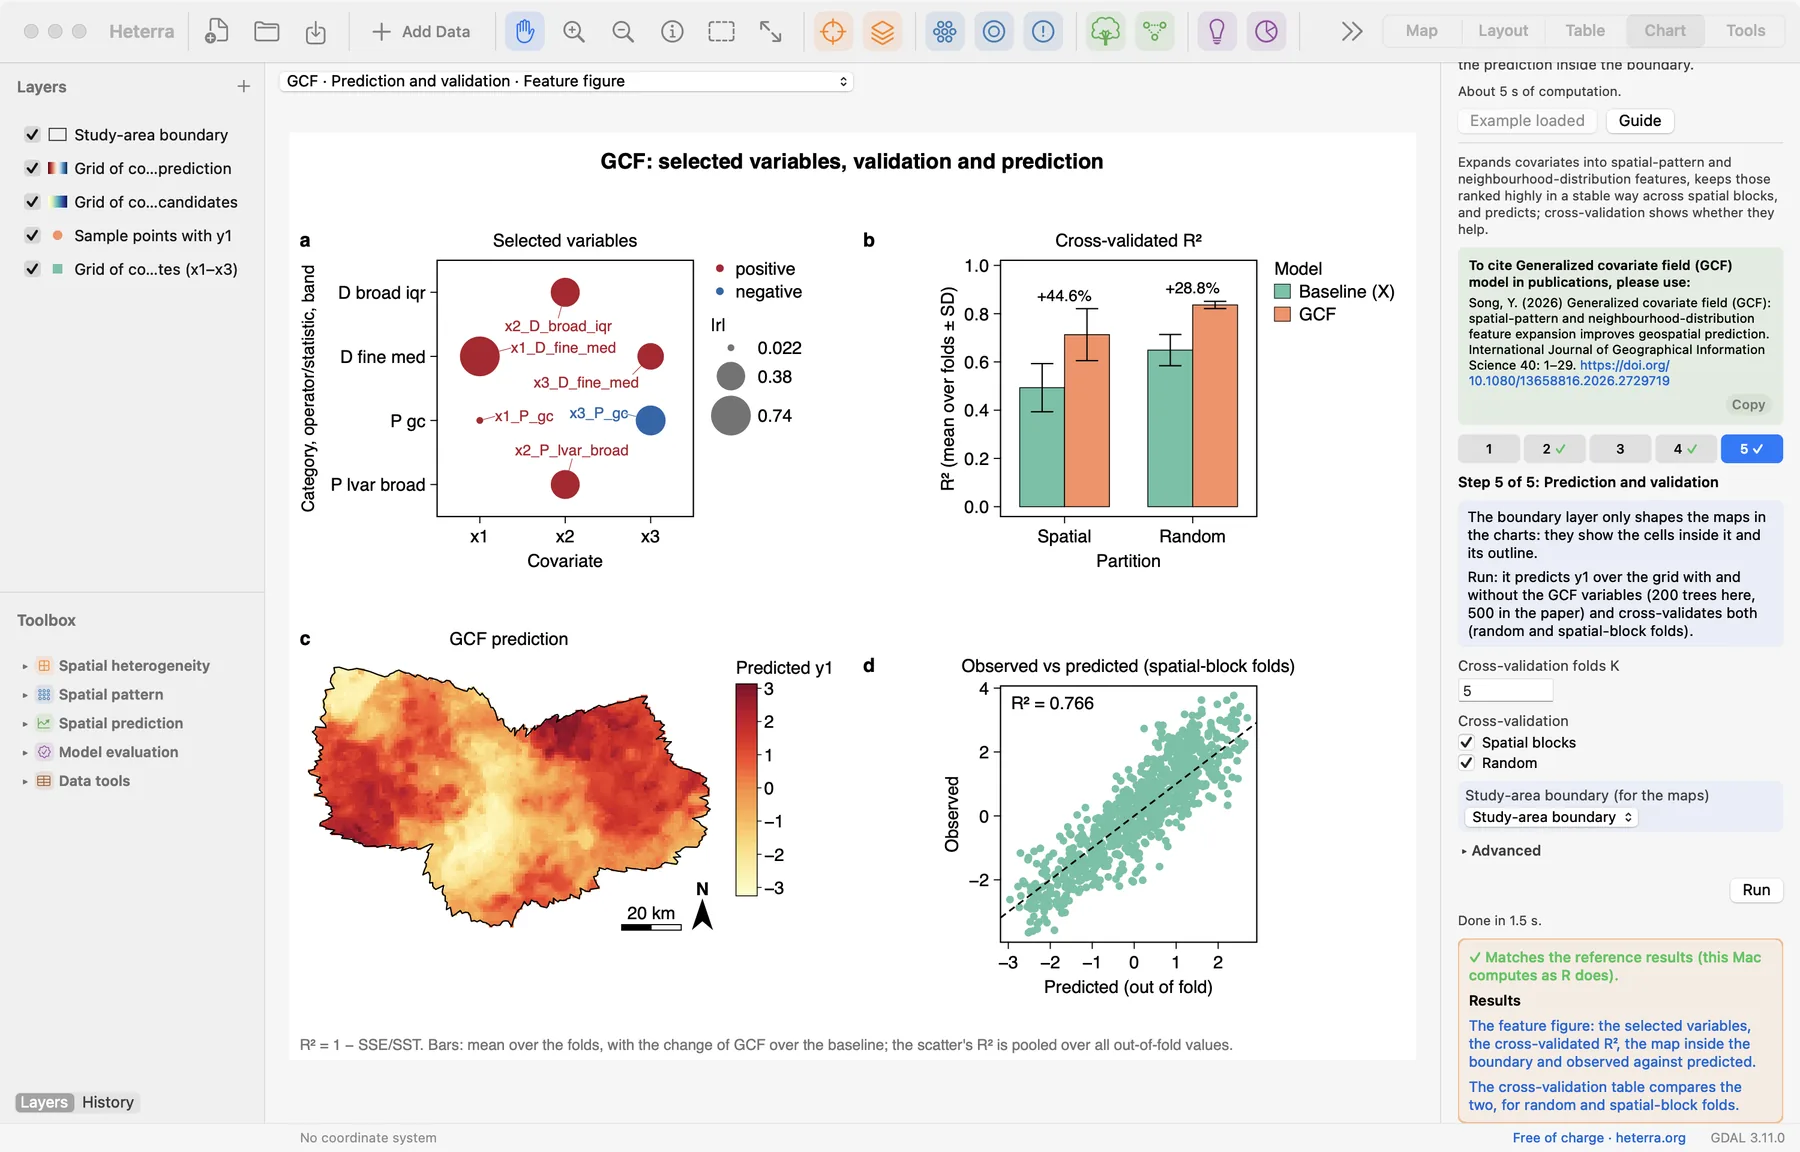 Heterra
Add Data
Map
Layout
Table
Chart
Tools
Layers
Study-area boundary
Grid of co...prediction
Grid of co...candidates
Sample points with y1
Grid of co...tes (x1–x3)
Toolbox
Spatial heterogeneity
Spatial pattern
Spatial prediction
Model evaluation
Data tools
Layers
History
GCF · Prediction and validation · Feature figure
GCF: selected variables, validation and prediction
a
Selected variables
Category, operator/statistic, band
D broad iqr
D fine med
P gc
P lvar broad
x2_D_broad_iqr
x1_D_fine_med
x3_D_fine_med
x1_P_gc
x3_P_gc
x2_P_lvar_broad
x1
x2
x3
Covariate
positive
negative
|r|
0.022
0.38
0.74
b
Cross-validated R²
R² (mean over folds ± SD)
1.0
0.8
0.6
0.4
0.2
0.0
+44.6%
+28.8%
Spatial
Random
Partition
Model
Baseline (X)
GCF
c
GCF prediction
Predicted y1
3
2
1
0
−1
−2
−3
20 km
N
d
Observed vs predicted (spatial-block folds)
R² = 0.766
Observed
4
2
0
−2
−3
−2
−1
0
1
2
Predicted (out of fold)
R² = 1 − SSE/SST. Bars: mean over the folds, with the change of GCF over the baseline; the scatter's R² is pooled over all out-of-fold values.
No coordinate system
the prediction inside the boundary.
About 5 s of computation.
Example loaded
Guide
Expands covariates into spatial-pattern and
neighbourhood-distribution features, keeps those
ranked highly in a stable way across spatial blocks,
and predicts; cross-validation shows whether they
help.
To cite Generalized covariate field (GCF)
model in publications, please use:
Song, Y. (2026) Generalized covariate field (GCF):
spatial-pattern and neighbourhood-distribution
feature expansion improves geospatial prediction.
International Journal of Geographical Information
Science 40: 1–29. https://doi.org/
10.1080/13658816.2026.2729719
Copy
1
2 ✓
3
4 ✓
5 ✓
Step 5 of 5: Prediction and validation
The boundary layer only shapes the maps in
the charts: they show the cells inside it and
its outline.
Run: it predicts y1 over the grid with and
without the GCF variables (200 trees here,
500 in the paper) and cross-validates both
(random and spatial-block folds).
Cross-validation folds K
5
Cross-validation
Spatial blocks
Random
Study-area boundary (for the maps)
Study-area boundary
Advanced
Run
Done in 1.5 s.
✓ Matches the reference results (this Mac
computes as R does).
Results
The feature figure: the selected variables,
the cross-validated R², the map inside the
boundary and observed against predicted.
The cross-validation table compares the
two, for random and spatial-block folds.
Free of charge · heterra.org
GDAL 3.11.0